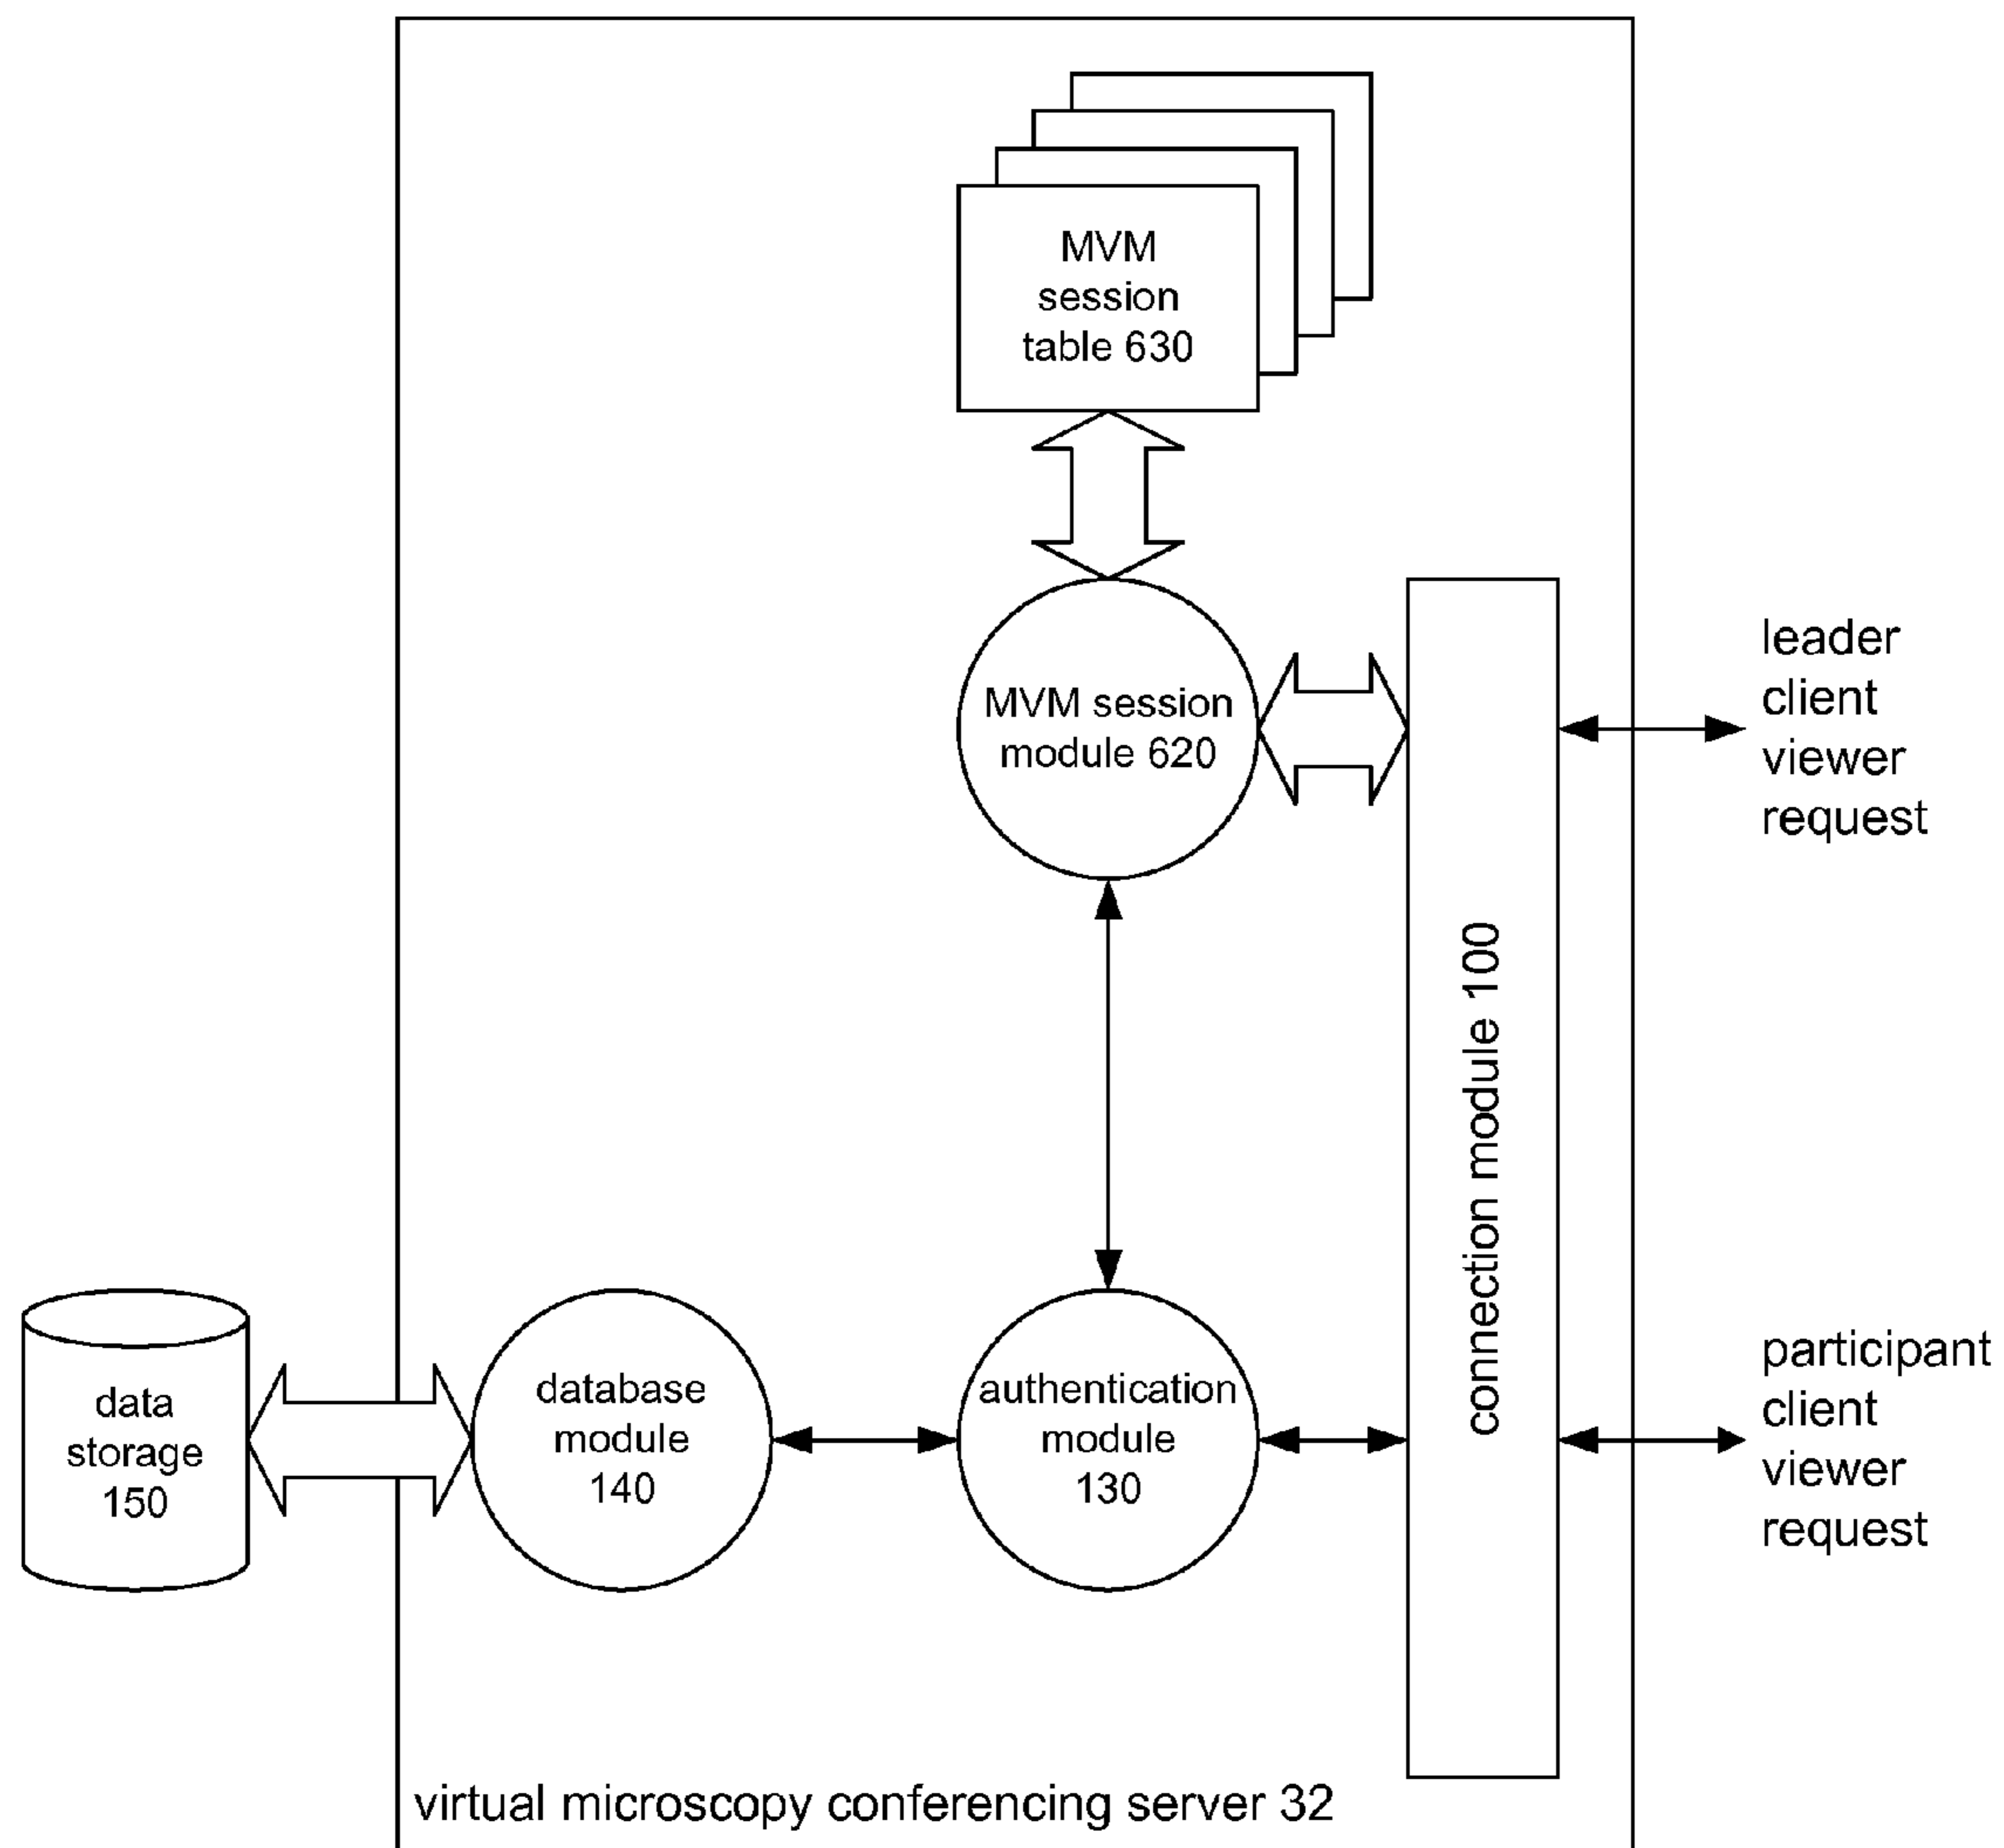 MVM
session
table 630
MVM session
module 620
leader
client
viewer
request
connection module 100
data
storage
150
database
module
140
authentication
module
130
participant
client
viewer
request
virtual microscopy conferencing server 32